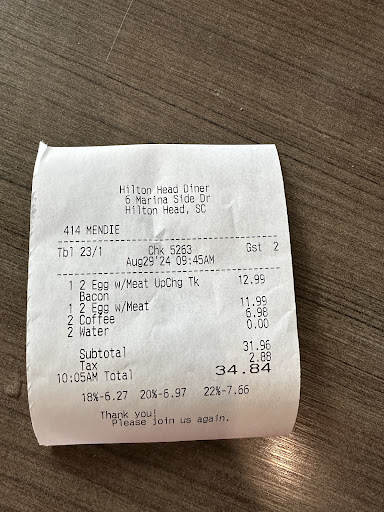 Hilton Head Diner
6 Marina Side Dr
Hilton Head, SC
414 MENDIE
Tbl 23/1 Chk 5263 Gst 2
Aug29'24 09:45AM
1 2 Egg w/Meat UpChg Tk 12.99
Bacon
1 2 Egg w/Meat 11.99
2 Coffee 6.98
2 Water 0.00
Subtotal 31.96
Tax 2.88
10:05AM Total 34.84
18%-6.27 20%-6.97 22%-7.66
Thank you!
Please join us again.